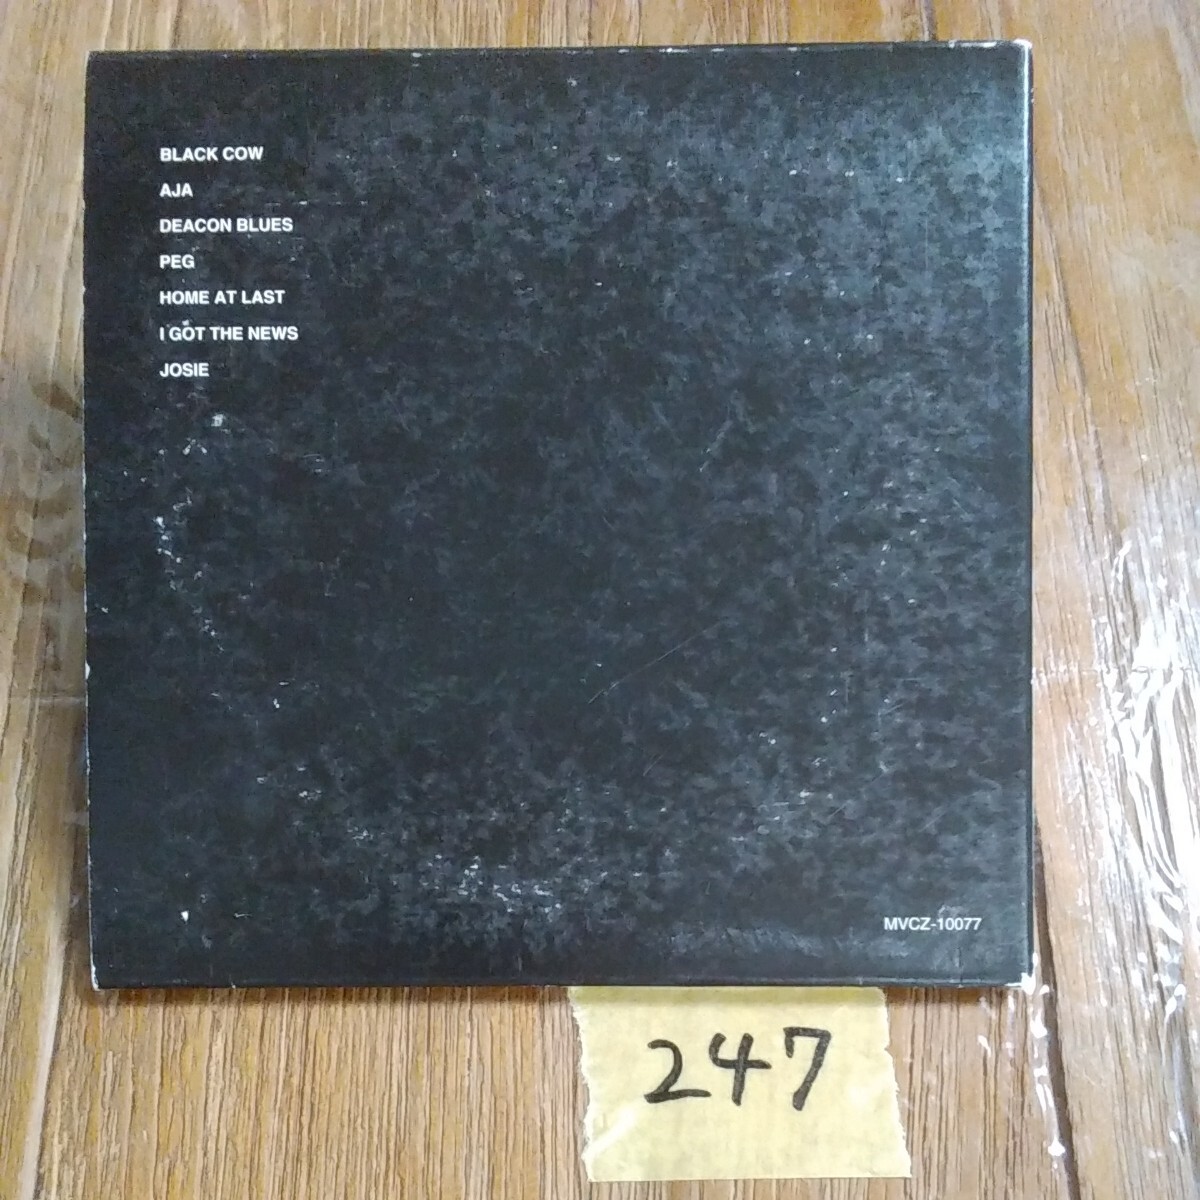 BLACK COW
AJA
DEACON BLUES
PEG
HOME AT LAST
I GOT THE NEWS
JOSIE
MVCZ-10077
247